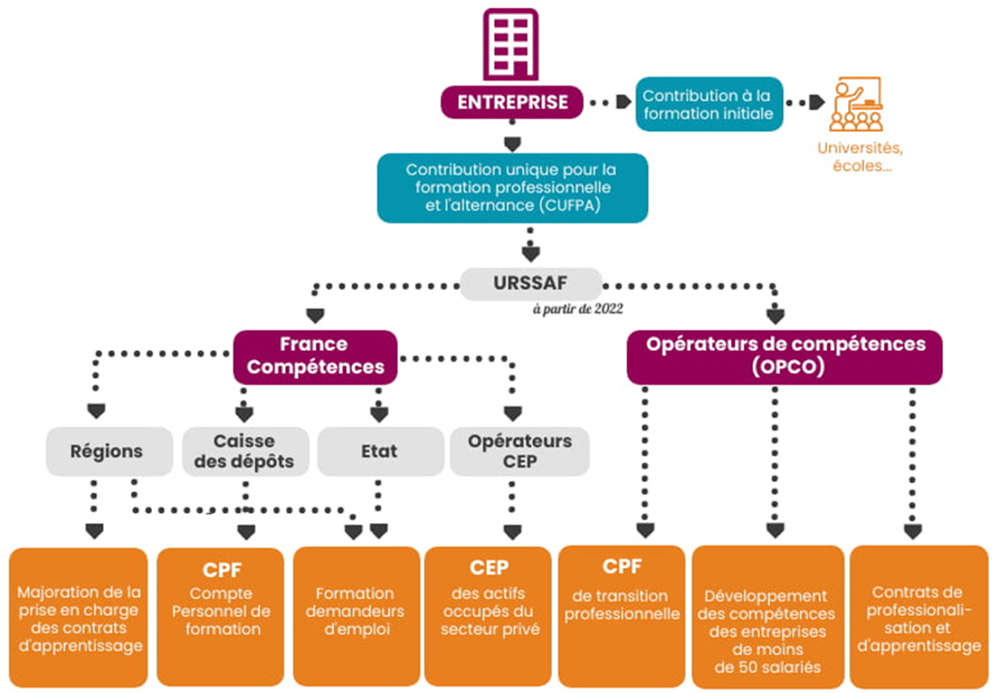 ENTREPRISE
Contribution à la
formation initiale
Universités,
écoles...
Contribution unique pour la
formation professionnelle
et l'alternance (CUFPA)
URSSAF
à partir de 2022
France
Compétences
Opérateurs de compétences
(OPCO)
Régions
Caisse
des dépôts
Etat
Opérateurs
CEP
Majoration de la
prise en charge
des contrats
d'apprentissage
CPF
Compte
Personnel de
formation
Formation
demandeurs
d'emploi
CEP
des actifs
occupés du
secteur privé
CPF
de transition
professionnelle
Développement
des compétences
des entreprises
de moins
de 50 salariés
Contrats de
professionali-
sation et
d'apprentissage